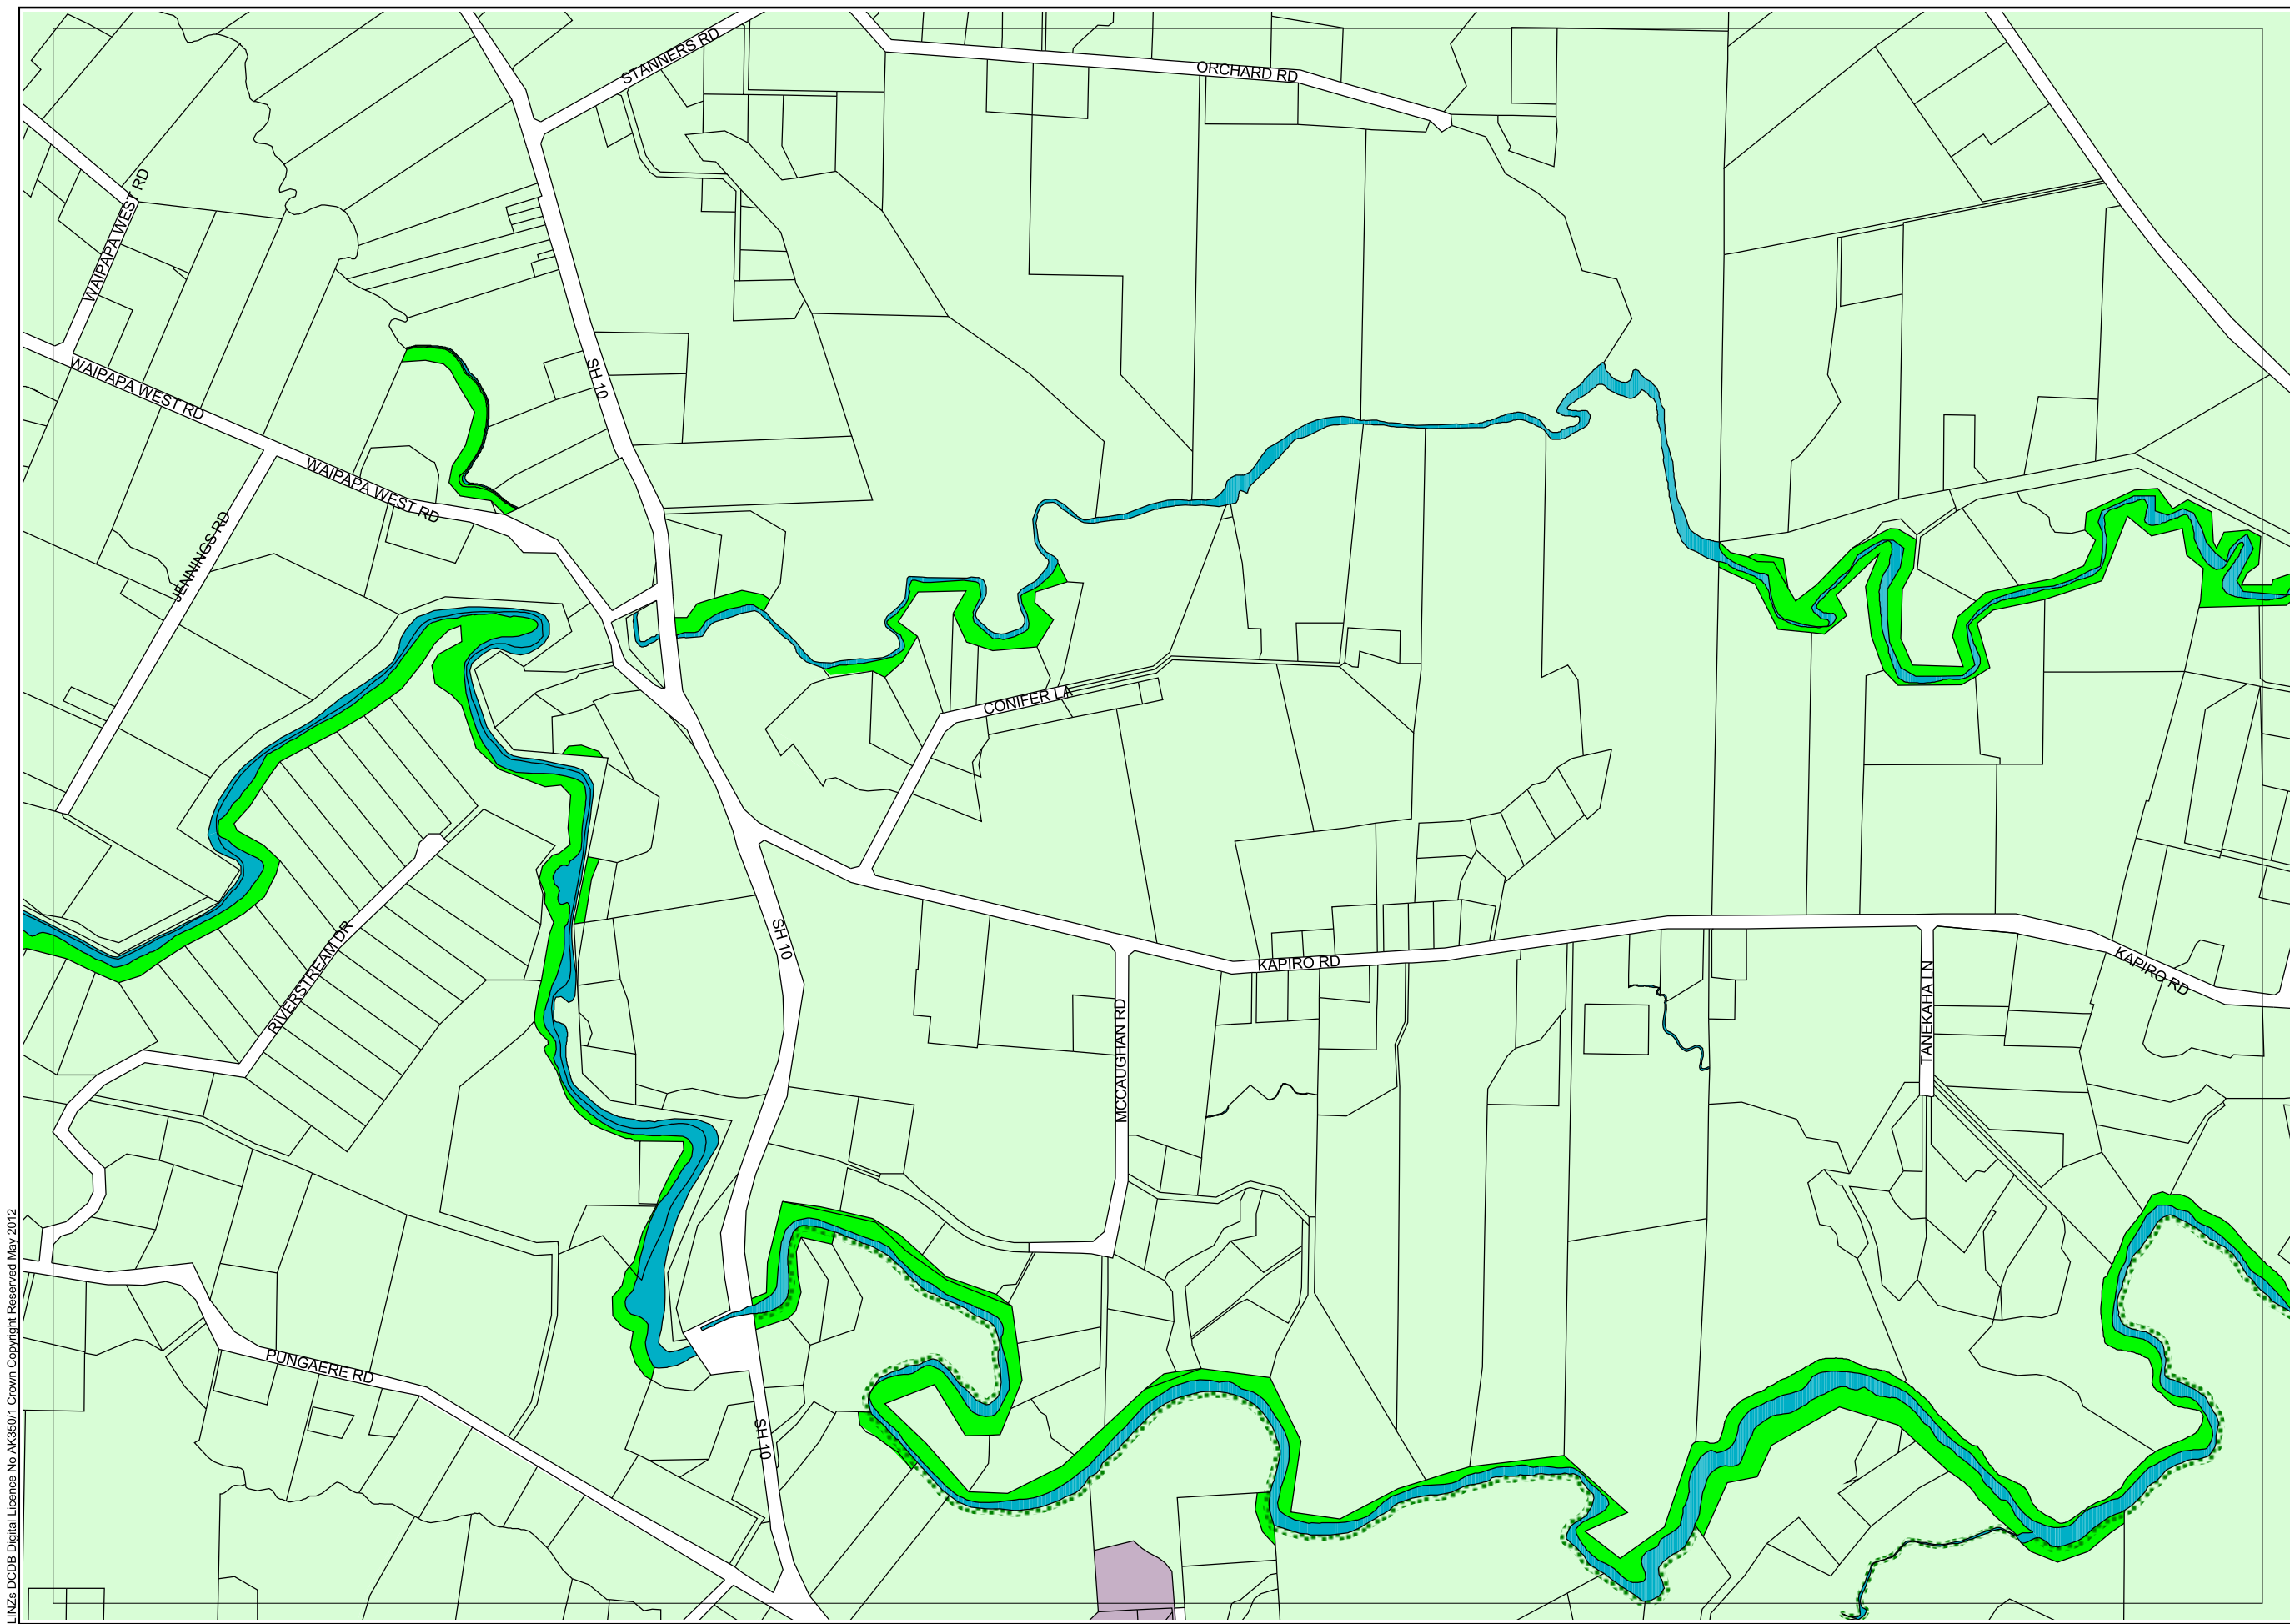 STANNERS RD
ORCHARD RD
WAIPAPA WEST RD
SH 10
WAIPAPA WEST RD
WAIPAPA WEST RD
JENNINGS RD
CONIFER LA
RIVERSTREAM DR
SH 10
KAPIRO RD
KAPIRO RD
MCCAUGHAN RD
TANEKAHA LN
PUNGAERE RD
SH 10
LINZs DCDB Digital Licence No AK350/1 Crown Copyright Reserved May 2012